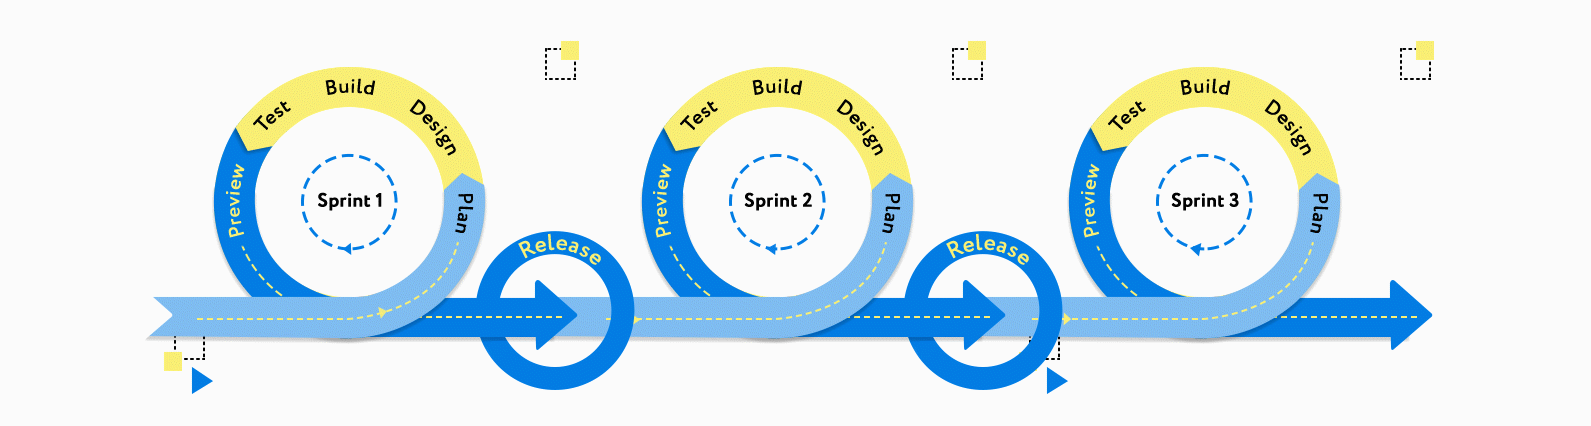 Plan
Design
Build
Test
Preview
Sprint 1
Release
Plan
Design
Build
Test
Preview
Sprint 2
Release
Plan
Design
Build
Test
Preview
Sprint 3